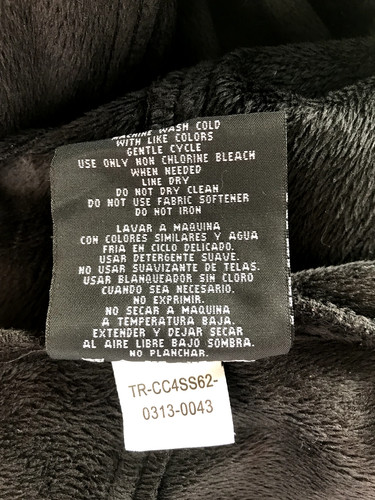 MACHINE WASH COLD
WITH LIKE COLORS
GENTLE CYCLE
USE ONLY NON CHLORINE BLEACH
WHEN NEEDED
LINE DRY
DO NOT DRY CLEAN
DO NOT USE FABRIC SOFTENER
DO NOT IRON
LAVAR A MAQUINA
CON COLORES SIMILARES Y AGUA
FRIA EN CICLO DELICADO.
USAR DETERGENTE SUAVE.
NO USAR SUAVIZANTE DE TELAS.
USAR BLANQUEADOR SIN CLORO
CUANDO SEA NECESARIO.
NO EXPRIMIR.
NO SECAR A MAQUINA
A TEMPERATURA BAJA.
EXTENDER Y DEJAR SECAR
AL AIRE LIBRE BAJO SOMBRA.
NO PLANCHAR.
TR-CC4SS62-
0313-0043